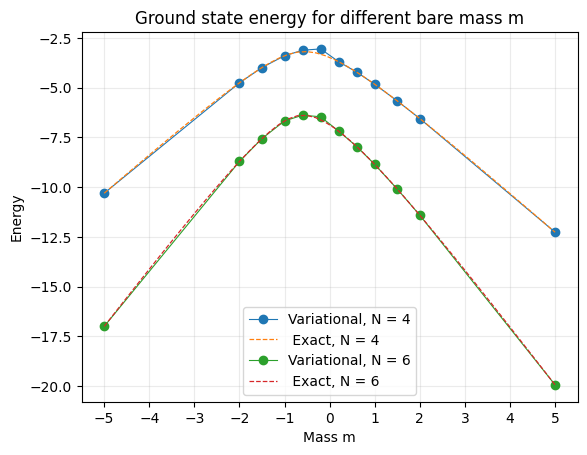 Ground state energy for different bare mass m
Energy
−2.5
−5.0
−7.5
−10.0
−12.5
−15.0
−17.5
−20.0
Variational, N = 4
Exact, N = 4
Variational, N = 6
Exact, N = 6
−5 −4 −3 −2 −1 0 1 2 3 4 5
Mass m